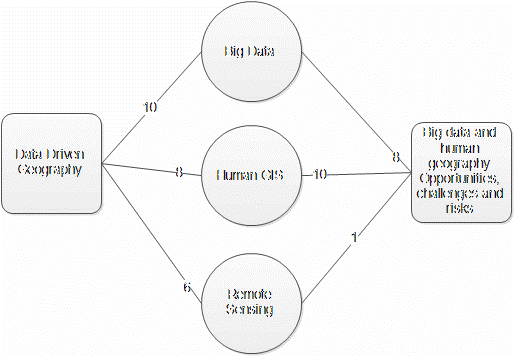 Big Data
10
Data Driven
Geography
8
Human GIS
10
8
Big data and
human
geography
Opportunities,
challenges and
risks
6
Remote
Sensing
1